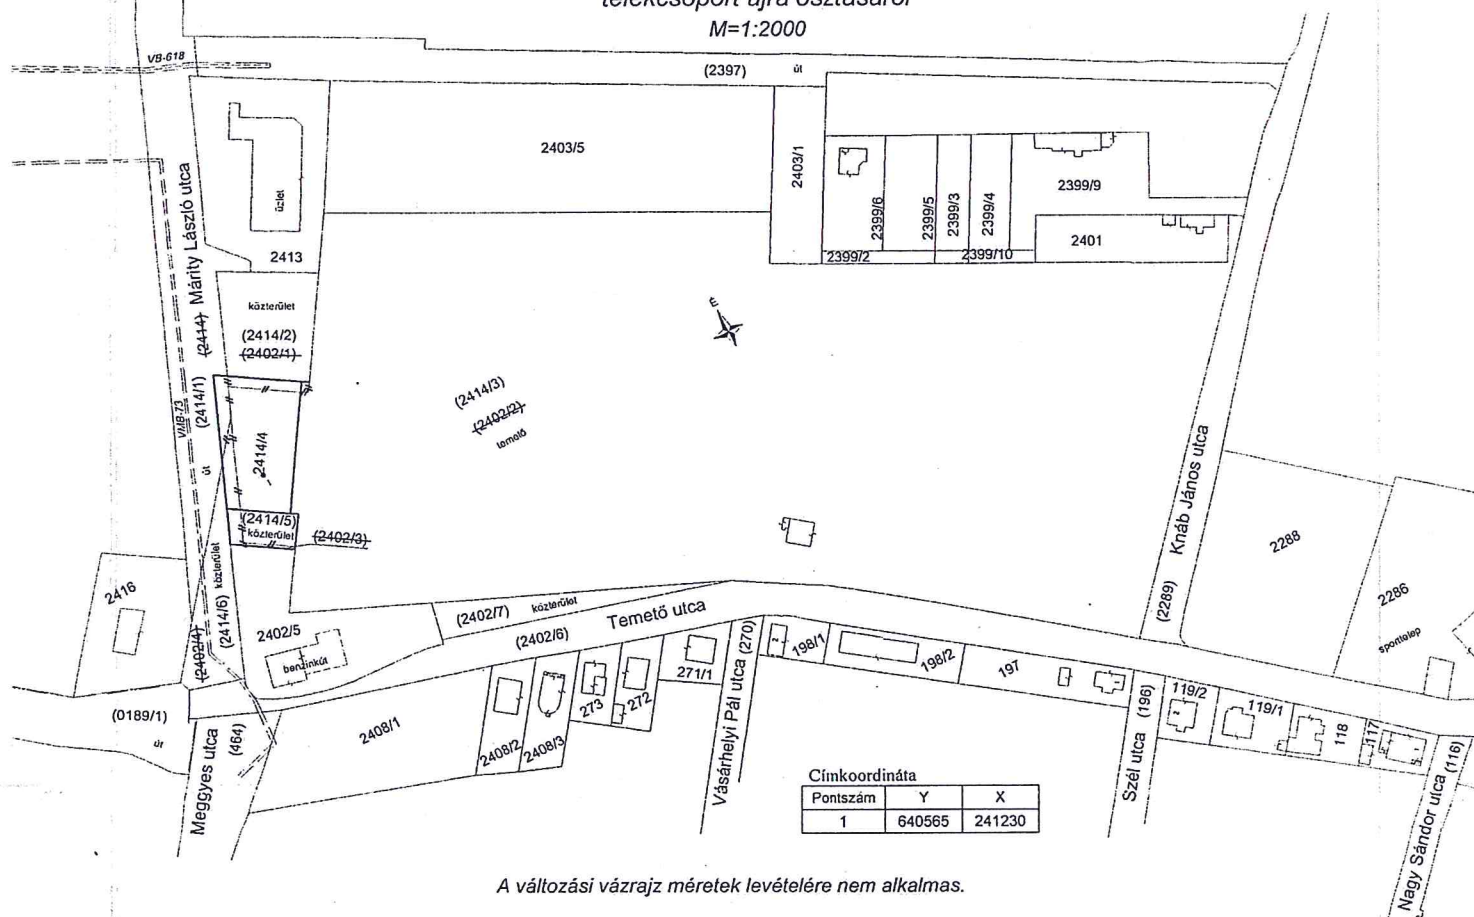 telekcsoport újra osztásáról
M=1:2000
VB-618
(2397)
út
2403/5
2403/1
2399/6
2399/5
2399/3
2399/4
2399/9
2401
2399/2
2399/10
üzlet
Márity László utca
2413
közterület
(2414/2)
(2402/1)
(2414)
(2414/1)
VMB-73
út
2414/4
(2414/5)
közterület
(2402/3)
É
(2414/3)
(2402/2)
temető
Knáb János utca
(2289)
2288
2286
sporttelep
2416
közterület
(2414/6)
(2402/4)
2402/5
benzinkút
(2402/7)
közterület
(2402/6)
Temető utca
(0189/1)
út
Meggyes utca
(464)
2408/1
2408/2
2408/3
273
272
271/1
Vásárhelyi Pál utca (270)
198/1
198/2
197
Szél utca (196)
119/2
119/1
118
117
Nagy Sándor utca (116)
Címkoordináta
Pontszám Y X
1 640565 241230
A változási vázrajz méretek levételére nem alkalmas.